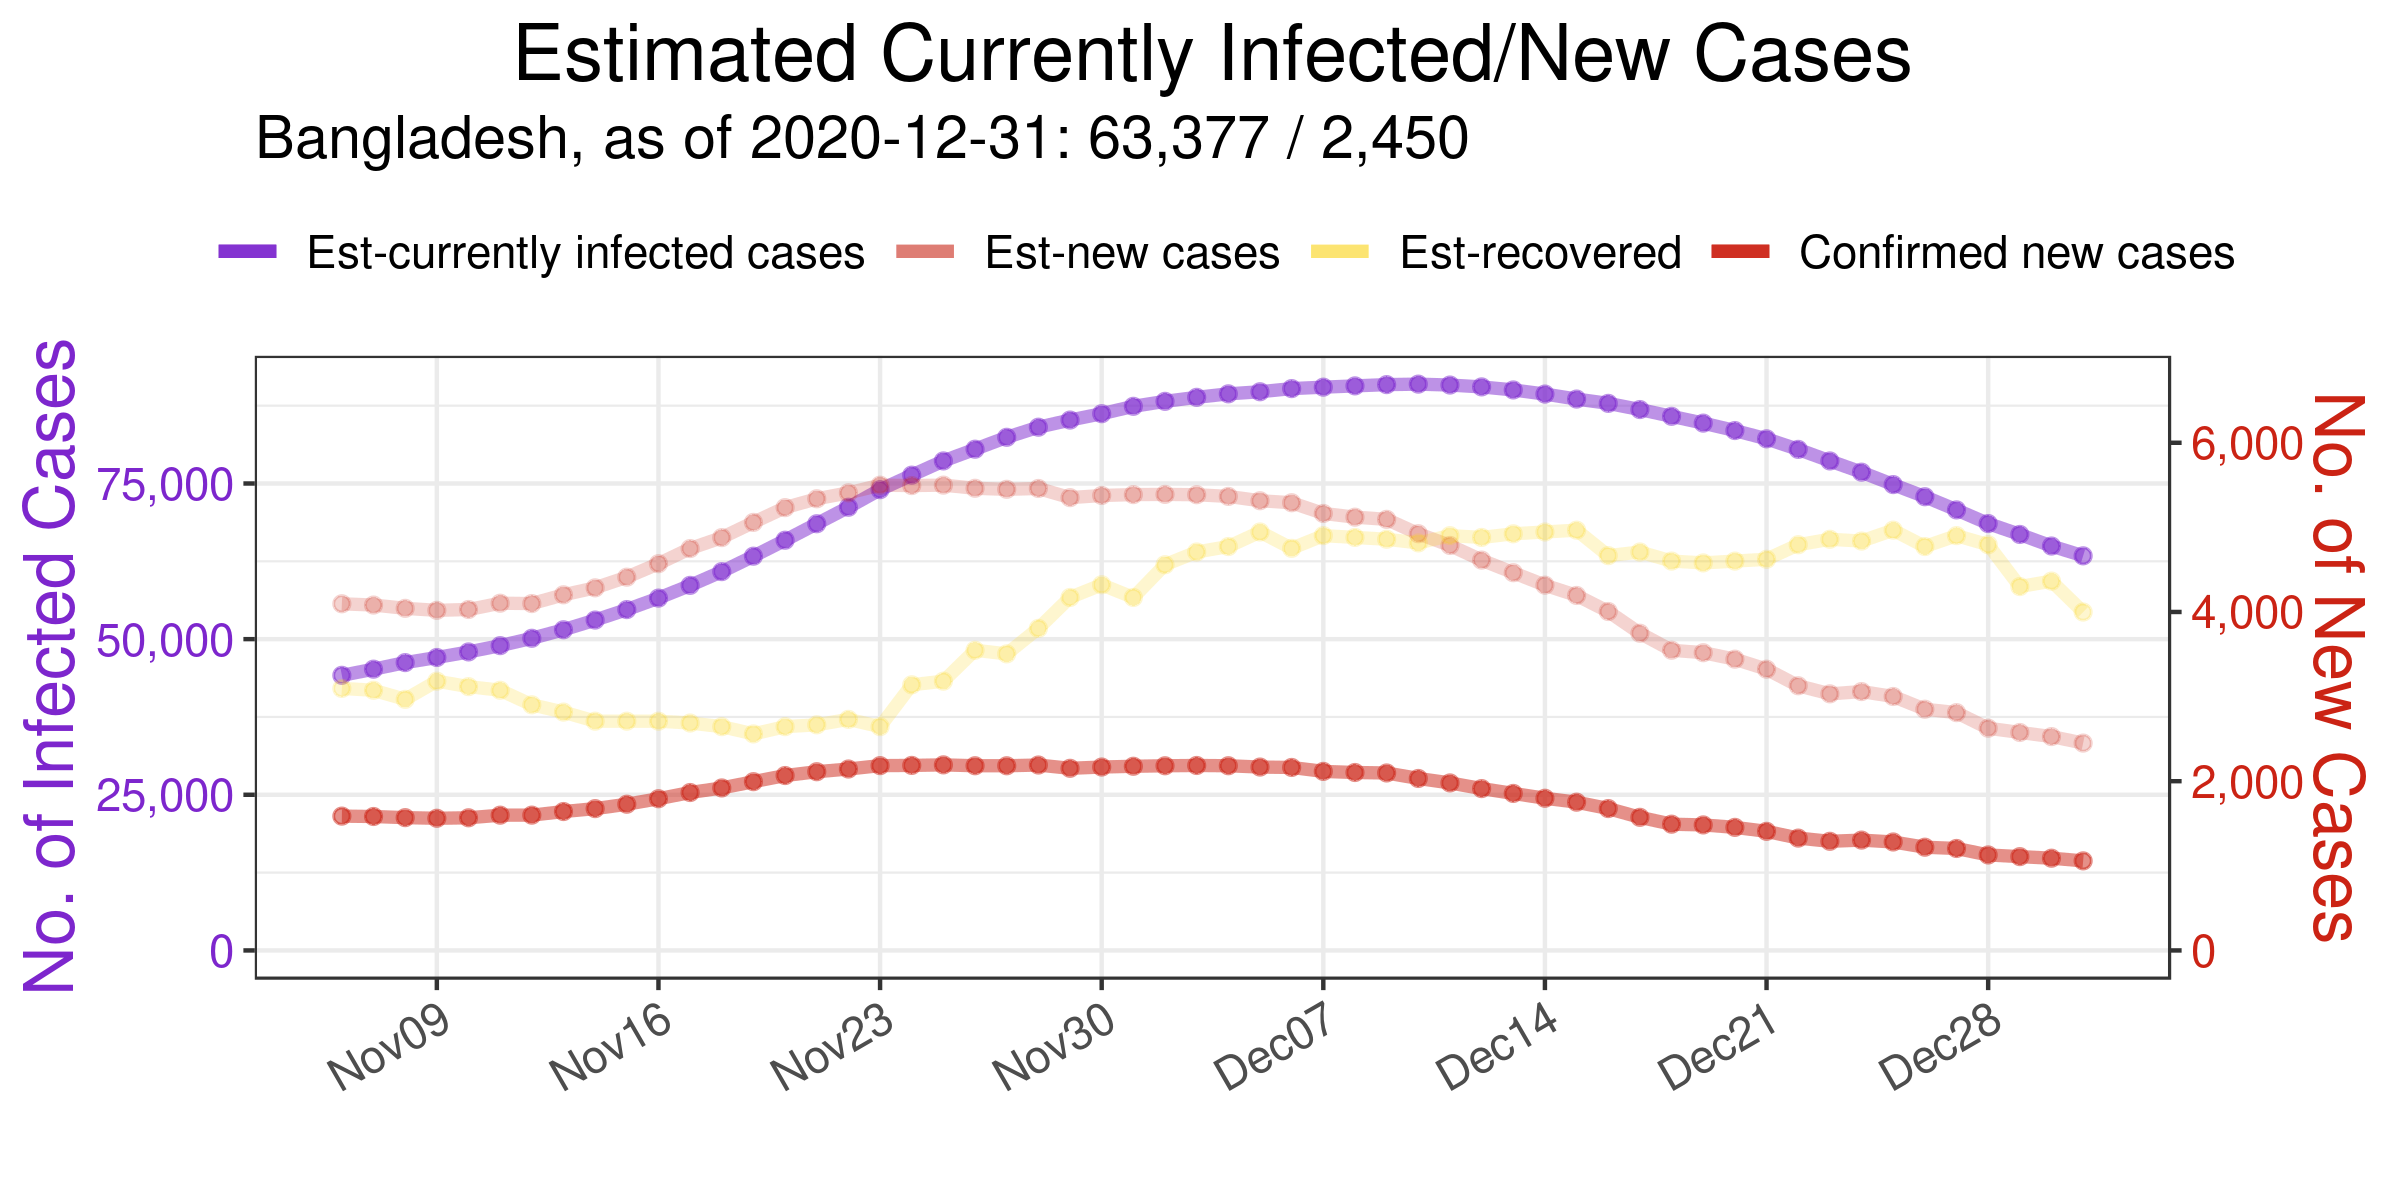 Estimated Currently Infected/New Cases
Bangladesh, as of 2020-12-31: 63,377 / 2,450
Est-currently infected cases Est-new cases Est-recovered Confirmed new cases
No. of Infected Cases
75,000
50,000
25,000
0
6,000
4,000
2,000
0
No. of New Cases
Nov09 Nov16 Nov23 Nov30 Dec07 Dec14 Dec21 Dec28